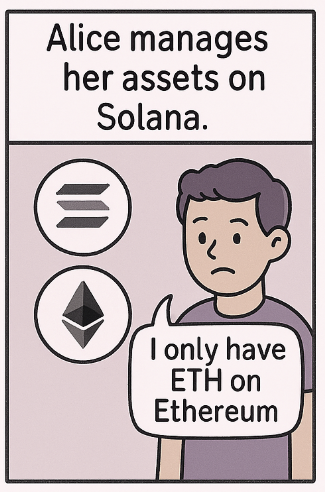 Alice manages
her assets on
Solana.
I only have
ETH on
Ethereum